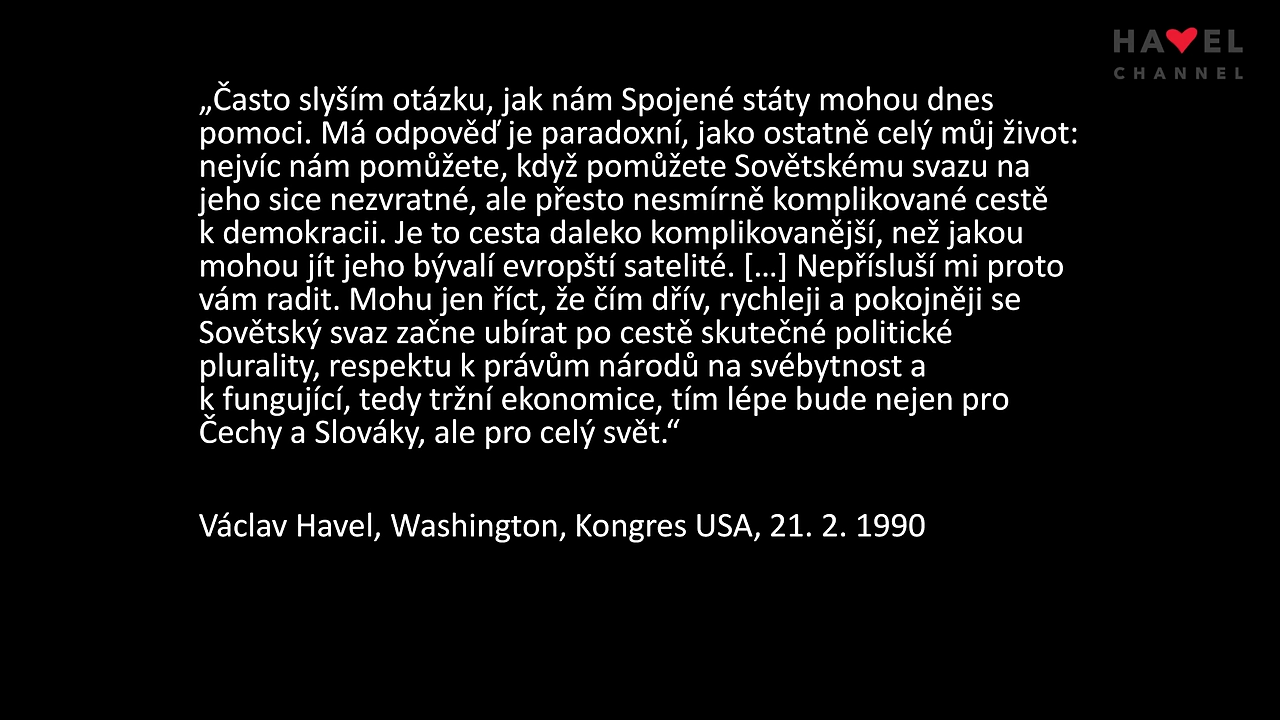 HAVEL
CHANNEL
„Často slyším otázku, jak nám Spojené státy mohou dnes
pomoci. Má odpověď je paradoxní, jako ostatně celý můj život:
nejvíc nám pomůžete, když pomůžete Sovětskému svazu na
jeho sice nezvratné, ale přesto nesmírně komplikované cestě
k demokracii. Je to cesta daleko komplikovanější, než jakou
mohou jít jeho bývalí evropští satelité. […] Nepřísluší mi proto
vám radit. Mohu jen říct, že čím dřív, rychleji a pokojněji se
Sovětský svaz začne ubírat po cestě skutečné politické
plurality, respektu k právům národů na svébytnost a
k fungující, tedy tržní ekonomice, tím lépe bude nejen pro
Čechy a Slováky, ale pro celý svět.“
Václav Havel, Washington, Kongres USA, 21. 2. 1990